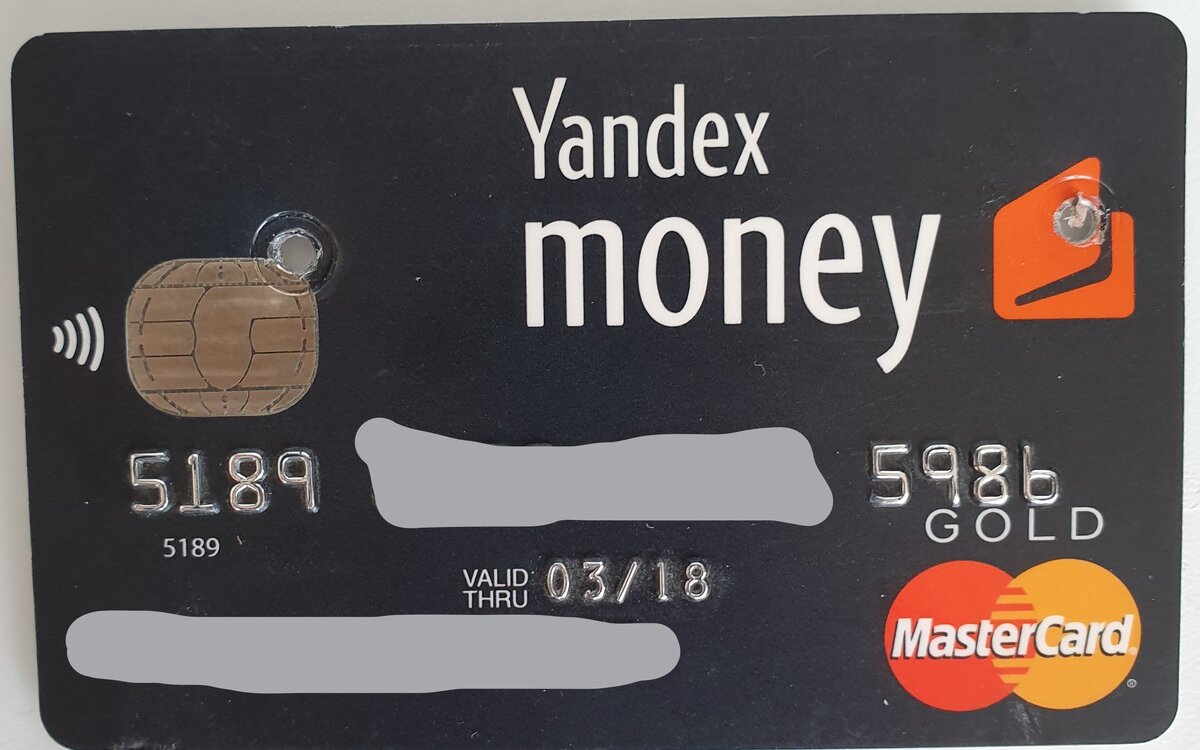 Yandex
money
5189 5986
GOLD
5189
VALID THRU 03/18
MasterCard